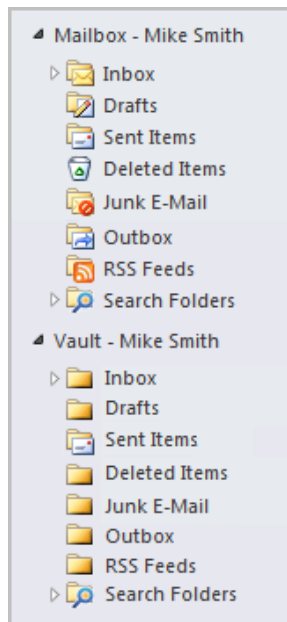 Mailbox - Mike Smith
Inbox
Drafts
Sent Items
Deleted Items
Junk E-Mail
Outbox
RSS Feeds
Search Folders
Vault - Mike Smith
Inbox
Drafts
Sent Items
Deleted Items
Junk E-Mail
Outbox
RSS Feeds
Search Folders